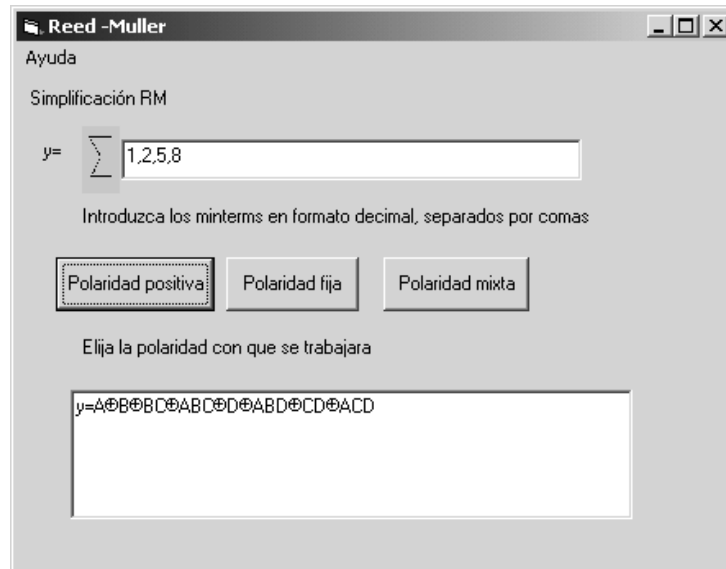 Reed -Muller
Ayuda
Simplificación RM
y= ∑ 1,2,5,8
Introduzca los minterms en formato decimal, separados por comas
Polaridad positiva Polaridad fija Polaridad mixta
Elija la polaridad con que se trabajara
y=A⊕B⊕BC⊕ABC⊕D⊕ABD⊕CD⊕ACD